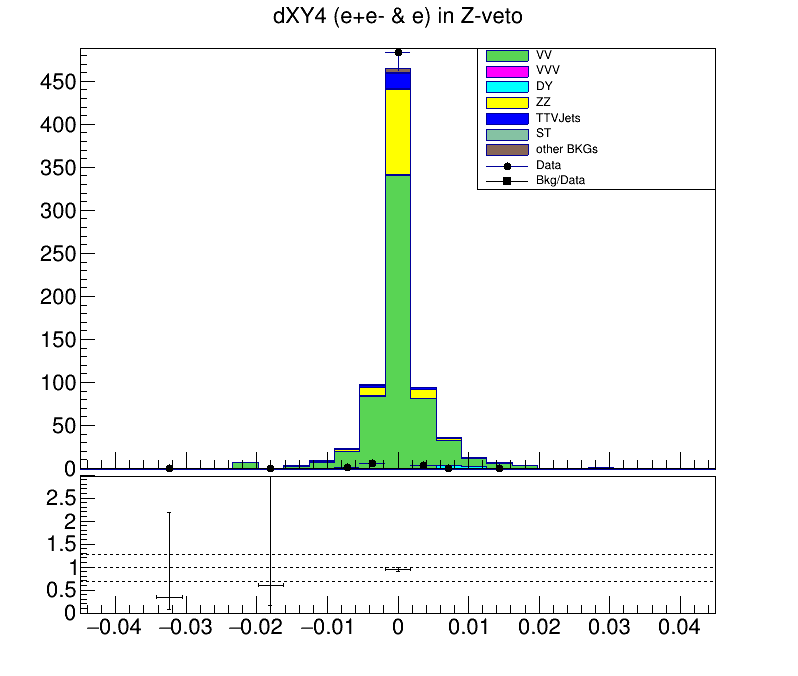 dXY4 (e+e- & e) in Z-veto
VV
VVV
DY
ZZ
TTVJets
ST
other BKGs
Data
Bkg/Data
450
400
350
300
250
200
150
100
50
0
2.5
2
1.5
1
0.5
0
−0.04 −0.03 −0.02 −0.01 0 0.01 0.02 0.03 0.04